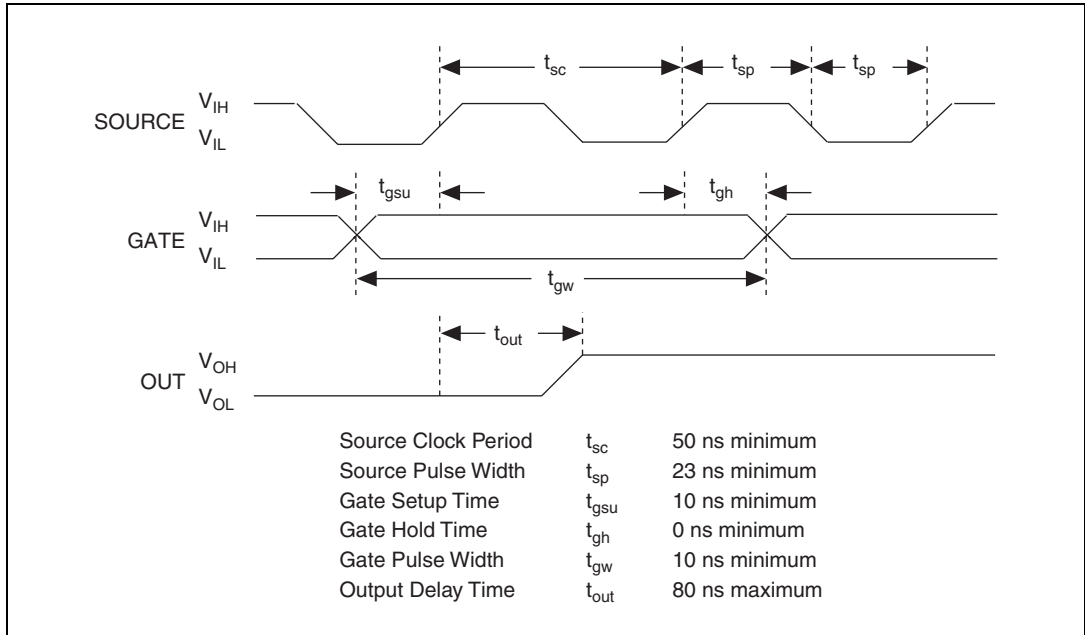 t_sc t_sp t_sp
SOURCE V_IH
V_IL
t_gsu t_gh
GATE V_IH
V_IL
t_gw
t_out
OUT V_OH
V_OL
Source Clock Period t_sc 50 ns minimum
Source Pulse Width t_sp 23 ns minimum
Gate Setup Time t_gsu 10 ns minimum
Gate Hold Time t_gh 0 ns minimum
Gate Pulse Width t_gw 10 ns minimum
Output Delay Time t_out 80 ns maximum